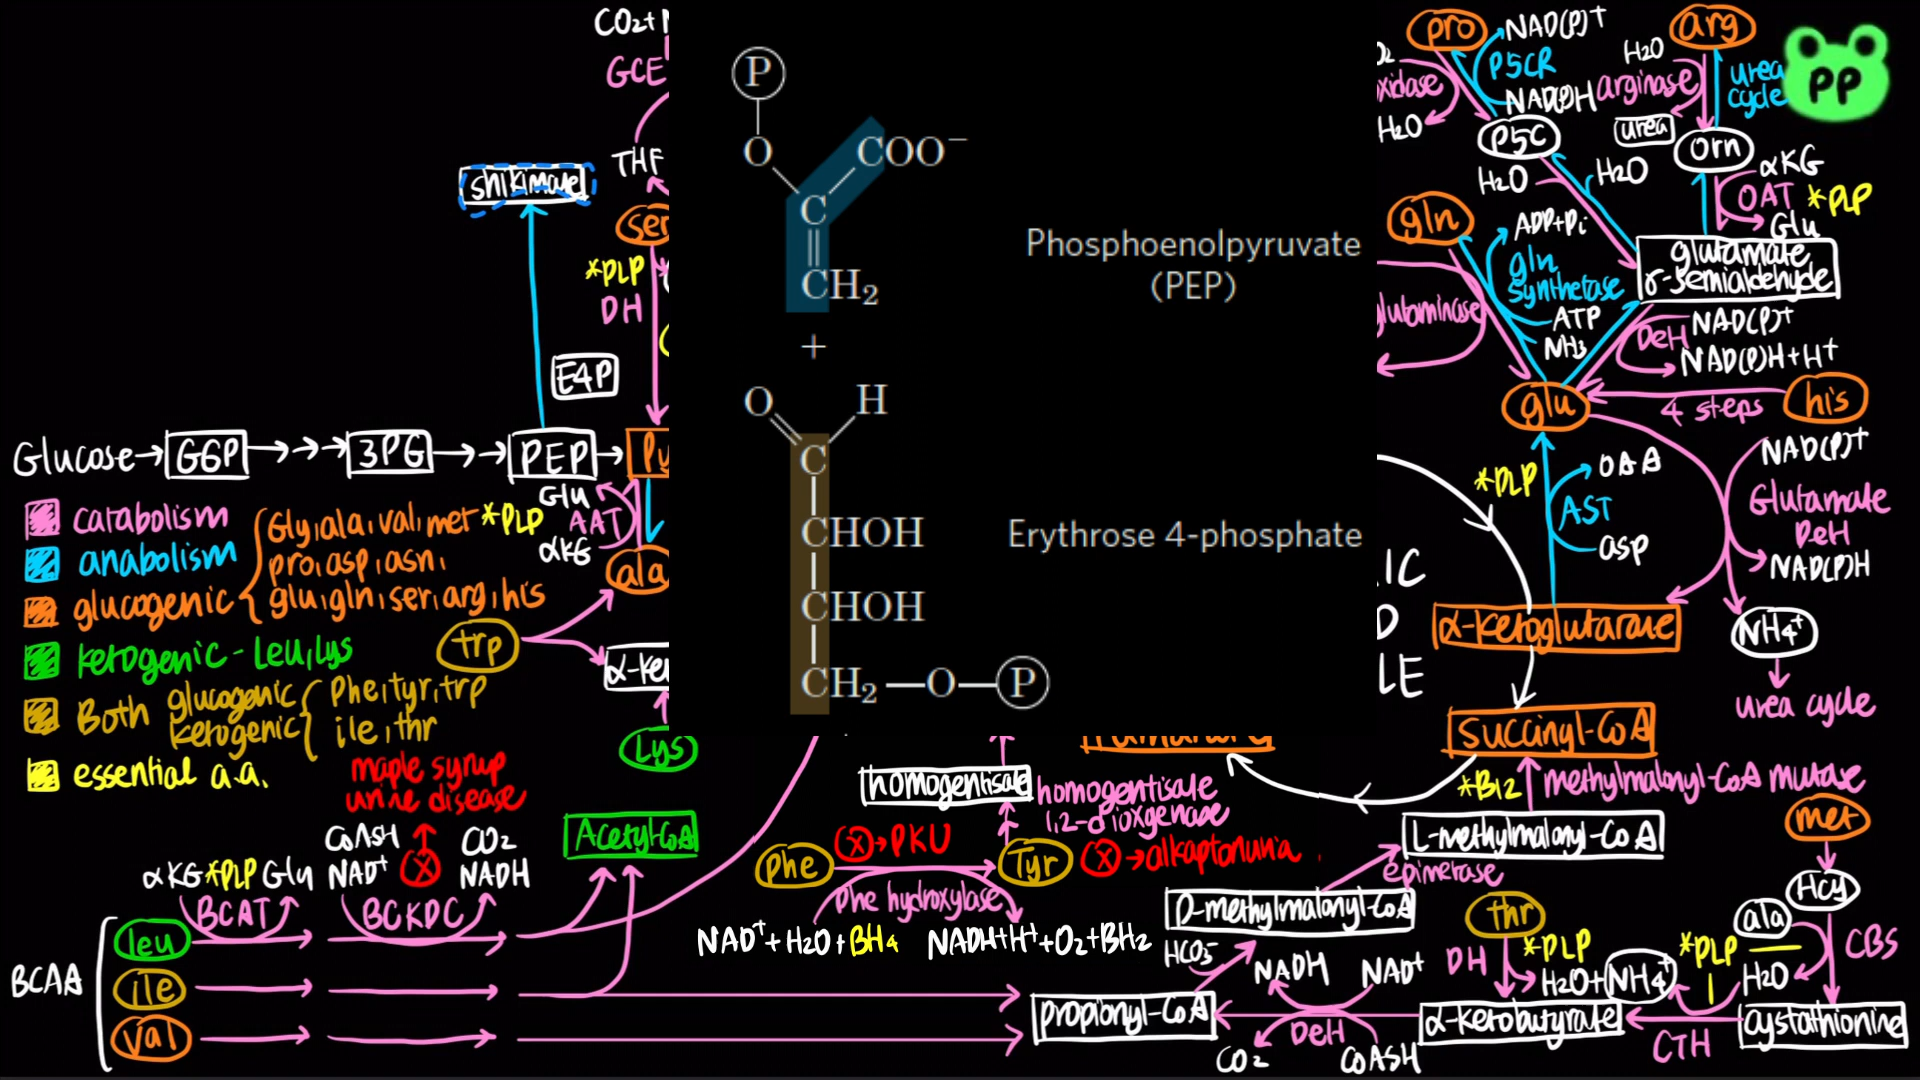 CO₂+
GCE
THF
shikimate
ser
*PLP
DH
E4P
Glucose→G6P→→→3PG→→PEP→
Glu
*PLP AAT
αKG
ala
catabolism
anabolism
glucogenic
Gly, ala, val, met
pro, asp, asn,
glu, gln, ser, arg, his
ketogenic - Leu, Lys
Both glucogenic
ketogenic
Phe, tyr, trp
ile, thr
essential a.a.
trp
α-ke
Lys
maple syrup
urine disease
CoASH
NAD⁺
X
CO₂
NADH
αKG *PLP Glu
BCAT
BCKDC
Acetyl-CoA
BCAA
leu
ile
val
P
O
COO⁻
C
CH₂
Phosphoenolpyruvate
(PEP)
+
O
H
C
CHOH
CHOH
CH₂—O—P
Erythrose 4-phosphate
homogentisate
homogentisate
1,2-dioxgenase
Phe
X→PKU
Tyr
X→alkaptonuria
Phe hydroxylase
NAD⁺+H₂O+BH₄
NADH+H⁺+O₂+BH₂
pro
NAD(P)⁺
P5CR
NAD(P)H
xidase
H₂O
P5C
arg
H₂O
arginase
urea
urea
cycle
PP
orn
αKG
OAT *PLP
Glu
H₂O
H₂O
gln
ADP+Pi
gln
synthetase
ATP
NH₃
lutaminase
glutamate
γ-semialdehyde
DeH
NAD(P)⁺
NAD(P)H+H⁺
glu
4 steps
his
*PLP
OAA
AST
asp
NAD(P)⁺
Glutamate
DeH
NAD(P)H
IC
LE
α-ketoglutarate
NH₄⁺
urea cycle
Succinyl-CoA
*B12
methylmalonyl-CoA mutase
L-methylmalonyl-CoA
epimerase
D-methylmalonyl-CoA
HCO₃⁻
propionyl-CoA
NADH
NAD⁺
DeH
CO₂
CoASH
α-ketobutyrate
thr
DH
*PLP
H₂O+NH₄⁺
met
Hcy
ala
CBS
*PLP
H₂O
CTH
cystathionine